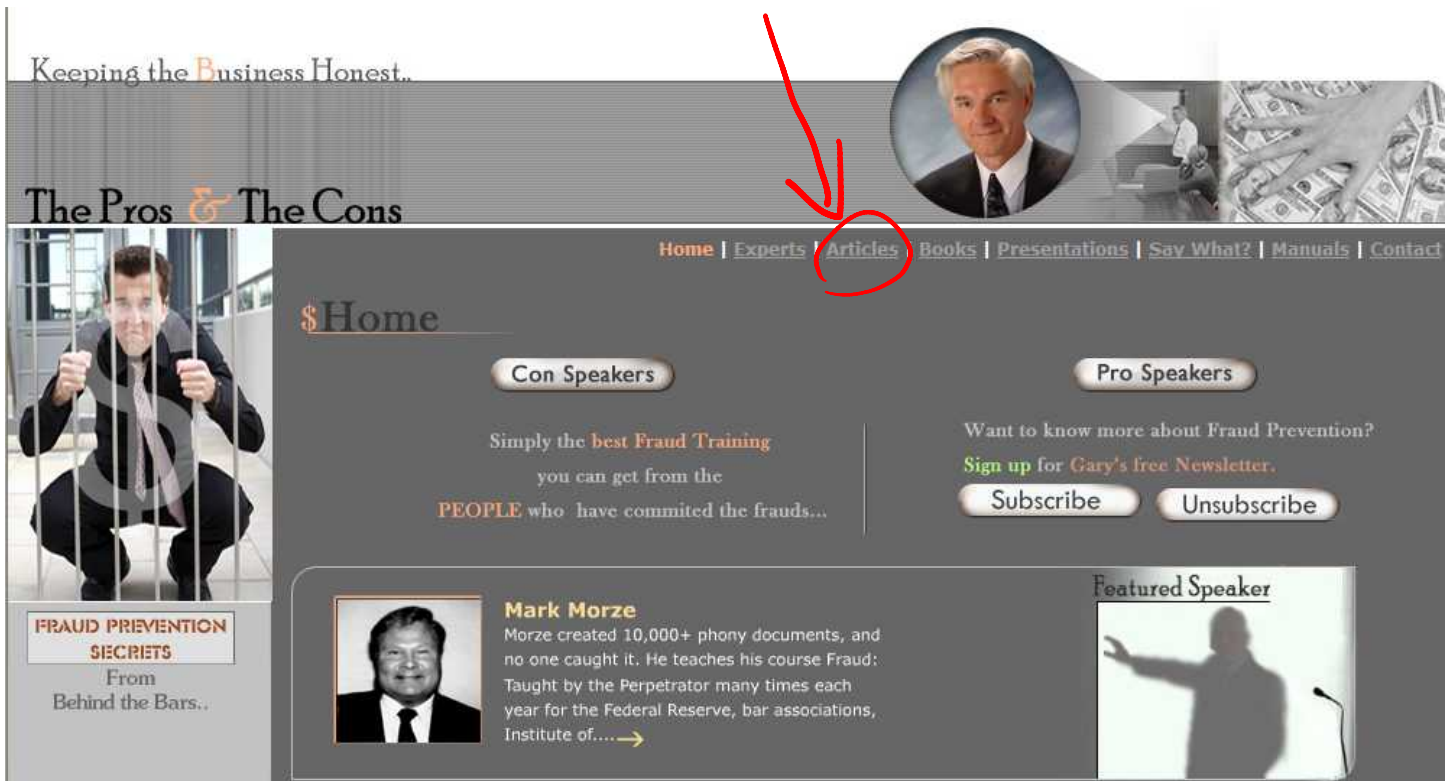 Keeping the Business Honest..
The Pros & The Cons
Home | Experts | Articles | Books | Presentations | Say What? | Manuals | Contact
$Home
Con Speakers
Simply the best Fraud Training
you can get from the
PEOPLE who have commited the frauds...
Pro Speakers
Want to know more about Fraud Prevention?
Sign up for Gary's free Newsletter.
Subscribe
Unsubscribe
$
FRAUD PREVENTION
SECRETS
From
Behind the Bars..
Mark Morze
Morze created 10,000+ phony documents, and
no one caught it. He teaches his course Fraud:
Taught by the Perpetrator many times each
year for the Federal Reserve, bar associations,
Institute of....→
Featured Speaker